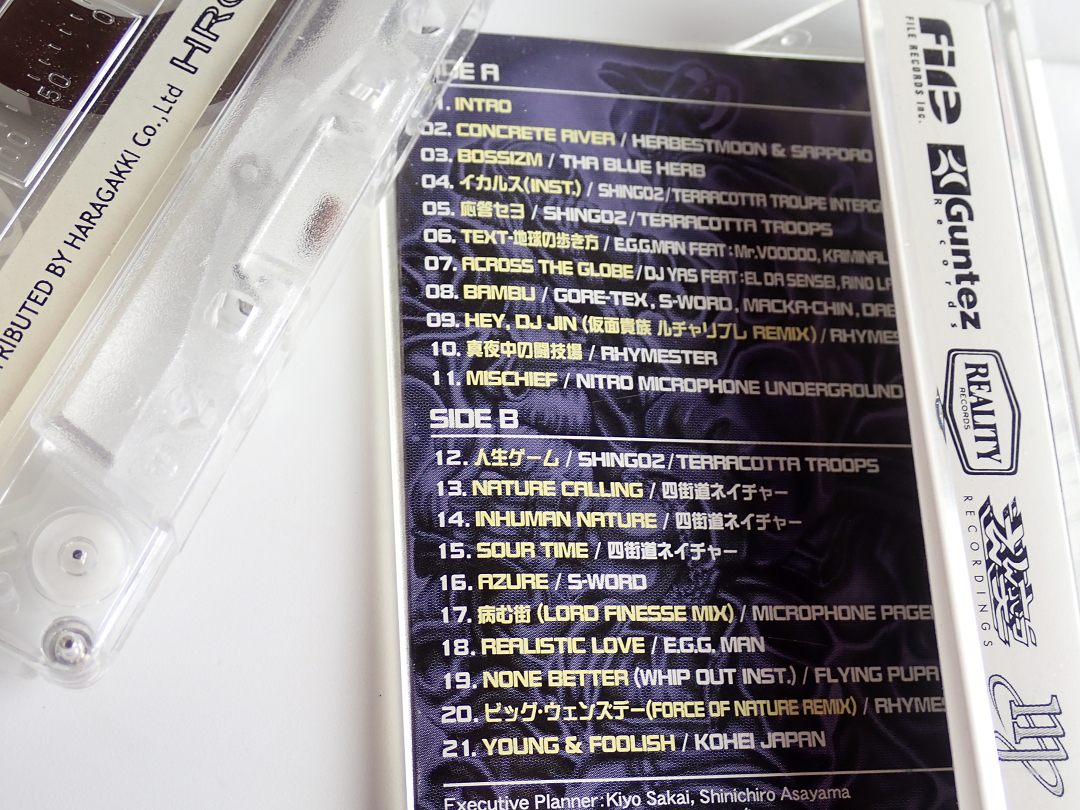 SIDE A
01. INTRO
02. CONCRETE RIVER / HERBESTMOON & SAPPORO
03. BOSSIZM / THA BLUE HERB
04. イカルス(INST.) / SHINGO2/TERRACOTTA TROUPE INTERG
05. 応答セヨ / SHINGO2/TERRACOTTA TROOPS
06. TEXT-地球の歩き方 / E.G.G.MAN FEAT : Mr.VOODOO, KRIMINAL
07. ACROSS THE GLOBE/DJ YAS FEAT : EL DA SENSEI, RINO
08. BAMBU / GORE-TEX, S-WORD, MACKA-CHIN,
09. HEY, DJ JIN (仮面貴族 ルチャリブレ REMIX) / RHYMES
10. 真夜中の闘技場 / RHYMESTER
11. MISCHIEF / NITRO MICROPHONE UNDERGROUND
SIDE B
12. 人生ゲーム / SHINGO2/TERRACOTTA TROOPS
13. NATURE CALLING / 四街道ネイチャー
14. INHUMAN NATURE / 四街道ネイチャー
15. SOUR TIME / 四街道ネイチャー
16. AZURE / S-WORD
17. 病む街 (LORD FINESSE MIX) / MICROPHONE PAGE
18. REALISTIC LOVE / E.G.G. MAN
19. NONE BETTER (WHIP OUT INST.) / FLYING PUPA
20. ビッグ・ウェンズデー(FORCE OF NATURE REMIX) / RHYMES
21. YOUNG & FOOLISH / KOHEI JAPAN
Executive Planner:Kiyo Sakai, Shinichiro Asayama
TRIBUTED BY HARAGAKKI Co.,Ltd
50
FILE RECORDS Inc.
Guntez
Records
REALITY
RECORDS
RECORDINGS